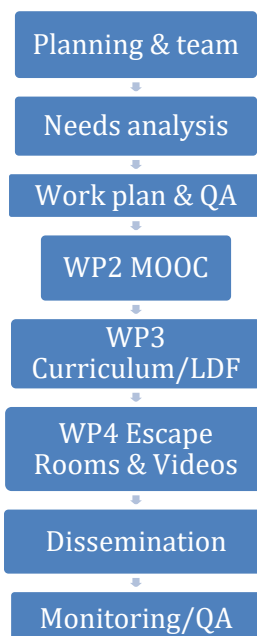 Planning & team
Needs analysis
Work plan & QA
WP2 MOOC
WP3
Curriculum/LDF
WP4 Escape
Rooms & Videos
Dissemination
Monitoring/QA